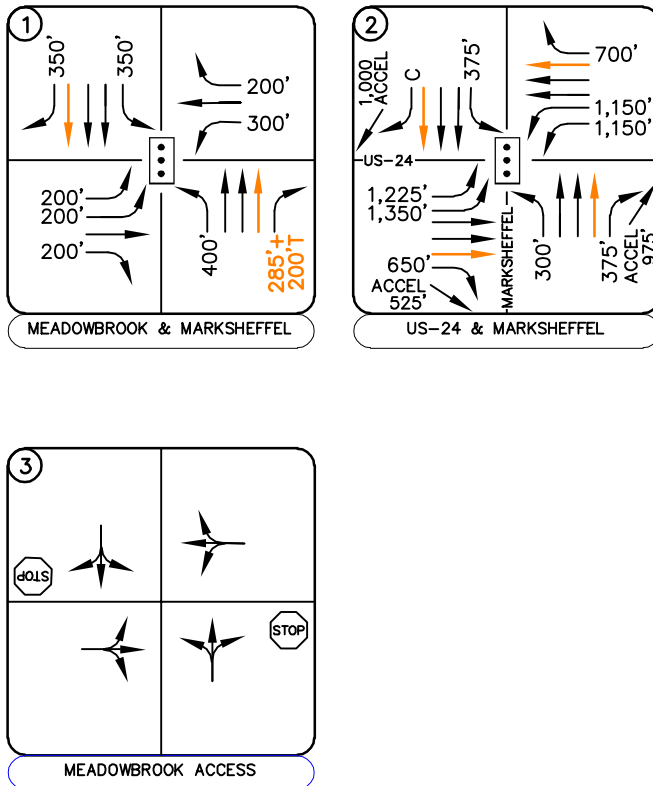 1
350'
350'
200'
300'
200'
200'
200'
400'
285'+
200'T
MEADOWBROOK & MARKSHEFFEL
2
1,000
ACCEL
C
375'
700'
1,150'
1,150'
US-24
1,225'
1,350'
650'
ACCEL
525'
MARKSHEFFEL
300'
375'
ACCEL
975'
US-24 & MARKSHEFFEL
3
STOP
STOP
MEADOWBROOK ACCESS